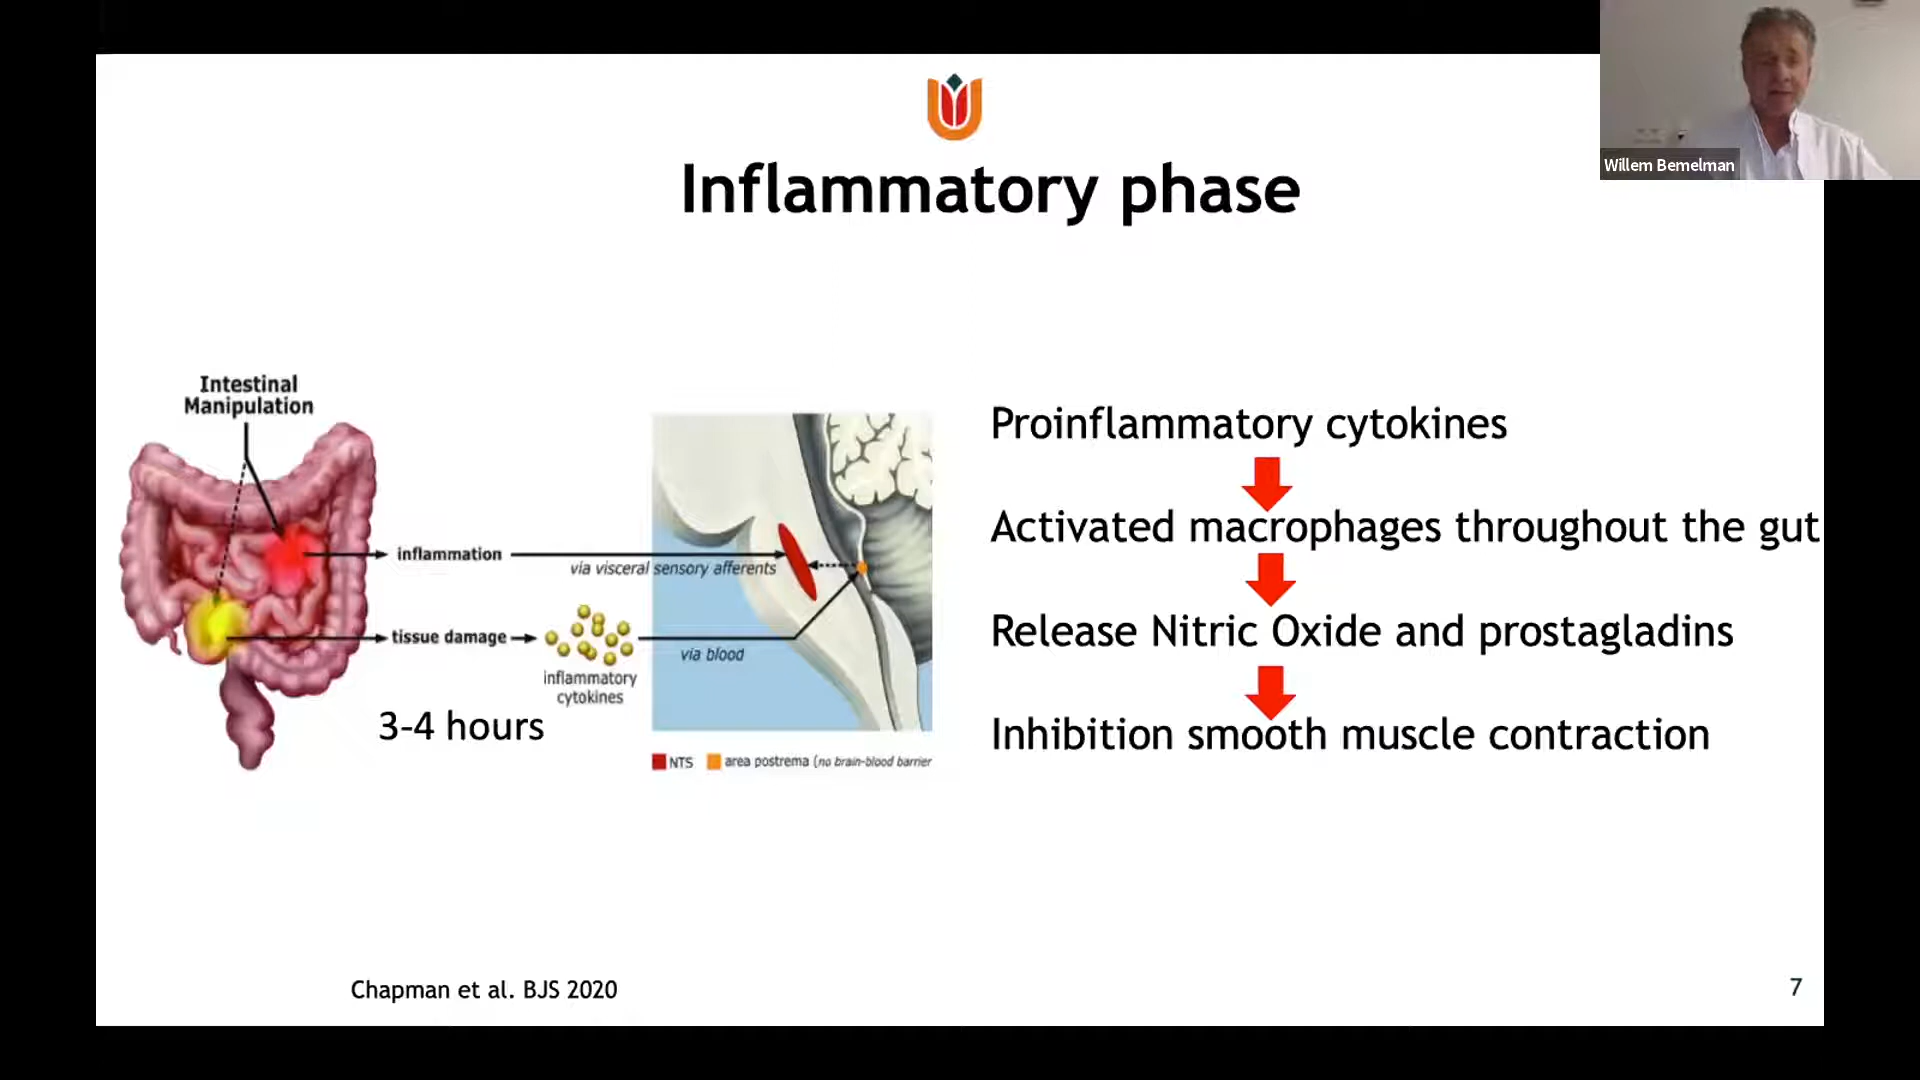 Willem Bemelman
Inflammatory phase
Intestinal
Manipulation
inflammation
via visceral sensory afferents
tissue damage
via blood
inflammatory
cytokines
3-4 hours
NTS
area postrema (no brain-blood barrier
Proinflammatory cytokines
Activated macrophages throughout the gut
Release Nitric Oxide and prostagladins
Inhibition smooth muscle contraction
Chapman et al. BJS 2020
7